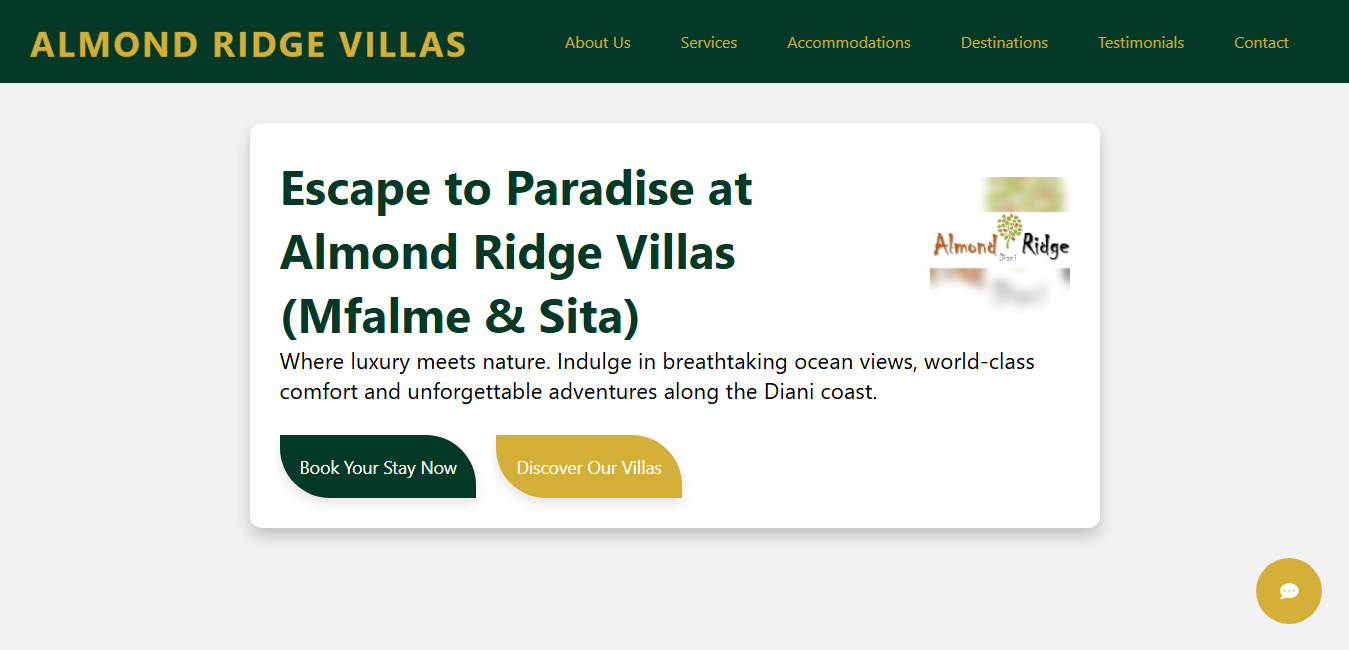 ALMOND RIDGE VILLAS
About Us
Services
Accommodations
Destinations
Testimonials
Contact
Escape to Paradise at
Almond Ridge Villas
(Mfalme & Sita)
Almond Ridge
Diani
Where luxury meets nature. Indulge in breathtaking ocean views, world-class
comfort and unforgettable adventures along the Diani coast.
Book Your Stay Now
Discover Our Villas